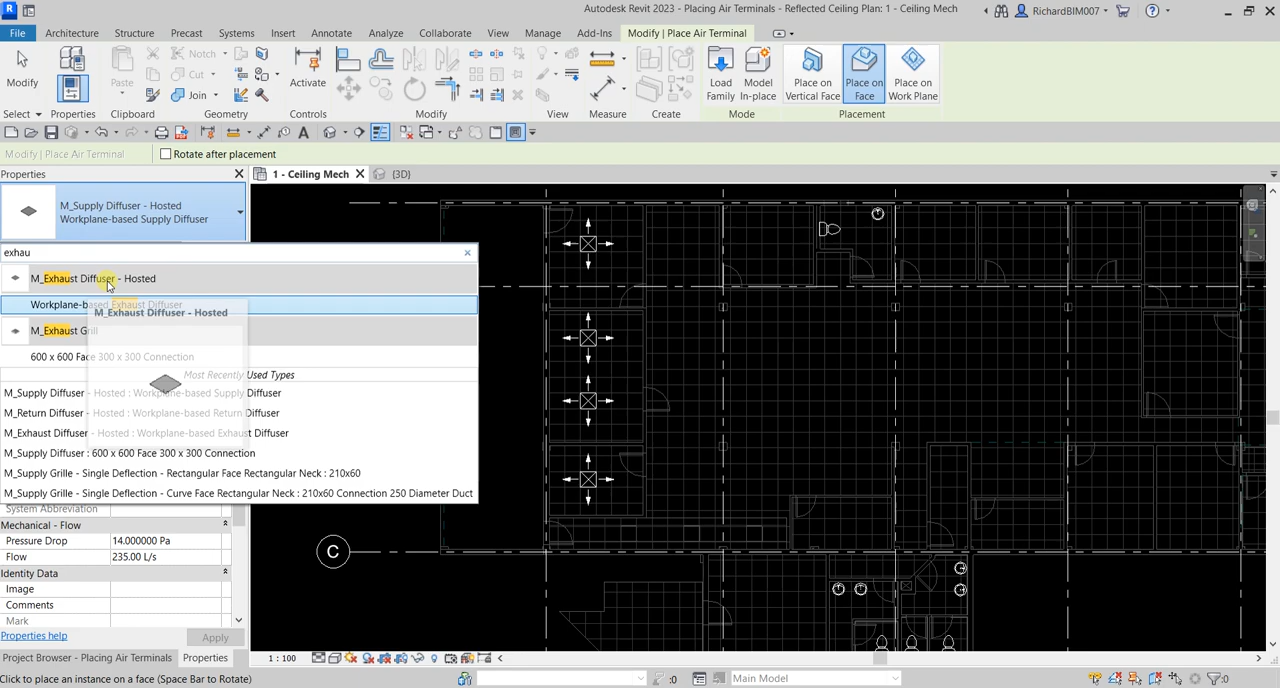 Autodesk Revit 2023 - Placing Air Terminals - Reflected Ceiling Plan: 1 - Ceiling Mech
RichardBIM007
File
Architecture
Structure
Precast
Systems
Insert
Annotate
Analyze
Collaborate
View
Manage
Add-Ins
Modify | Place Air Terminal
Modify
Paste
Notch
Cut
Join
Activate
Load
Family
Model
In-place
Place on
Vertical Face
Place on
Face
Place on
Work Plane
Select
Properties
Clipboard
Geometry
Controls
Modify
View
Measure
Create
Mode
Placement
Modify | Place Air Terminal
Rotate after placement
Properties
1 - Ceiling Mech
{3D}
M_Supply Diffuser - Hosted
Workplane-based Supply Diffuser
exhau
M_Exhaust Diffuser - Hosted
Workplane-based Exhaust Diffuser
M_Exhaust Diffuser - Hosted
M_Exhaust Grill
600 x 600 Face 300 x 300 Connection
Most Recently Used Types
M_Supply Diffuser - Hosted : Workplane-based Supply Diffuser
M_Return Diffuser - Hosted : Workplane-based Return Diffuser
M_Exhaust Diffuser - Hosted : Workplane-based Exhaust Diffuser
M_Supply Diffuser : 600 x 600 Face 300 x 300 Connection
M_Supply Grille - Single Deflection - Rectangular Face Rectangular Neck : 210x60
M_Supply Grille - Single Deflection - Curve Face Rectangular Neck : 210x60 Connection 250 Diameter Duct
System Abbreviation
Mechanical - Flow
Pressure Drop 14.000000 Pa
Flow 235.00 L/s
Identity Data
Image
Comments
Mark
Properties help
Apply
C
Project Browser - Placing Air Terminals
Properties
1 : 100
Click to place an instance on a face (Space Bar to Rotate)
:0
Main Model
:0